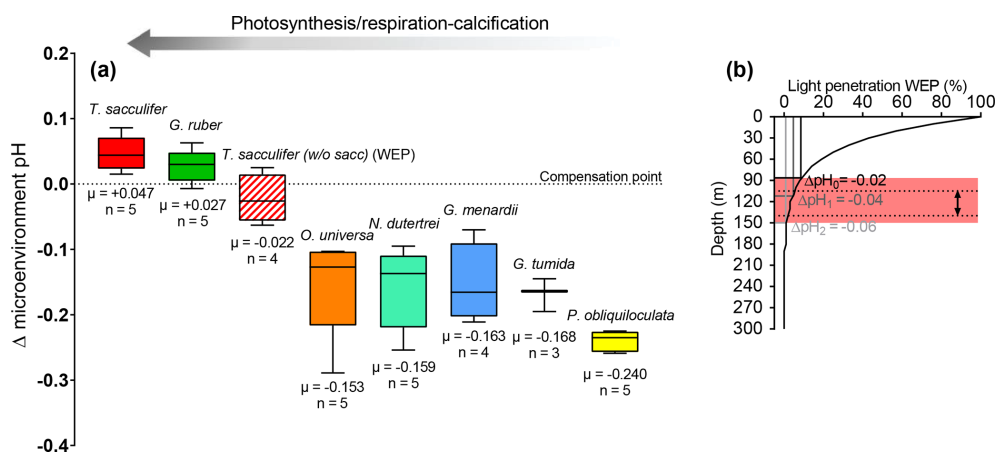 Photosynthesis/respiration-calcification
(a)
0.2
0.1
0.0
-0.1
-0.2
-0.3
-0.4
Δ microenvironment pH
T. sacculifer
μ = +0.047
n = 5
G. ruber
μ = +0.027
n = 5
T. sacculifer (w/o sacc) (WEP)
μ = -0.022
n = 4
Compensation point
O. universa
μ = -0.153
n = 5
N. dutertrei
μ = -0.159
n = 5
G. menardii
μ = -0.163
n = 4
G. tumida
μ = -0.168
n = 3
P. obliquiloculata
μ = -0.240
n = 5
(b)
Light penetration WEP (%)
0 20 40 60 80 100
Depth (m)
0
30
60
90
120
150
180
210
240
270
300
ΔpH₀= -0.02
ΔpH₁ = -0.04
ΔpH₂ = -0.06